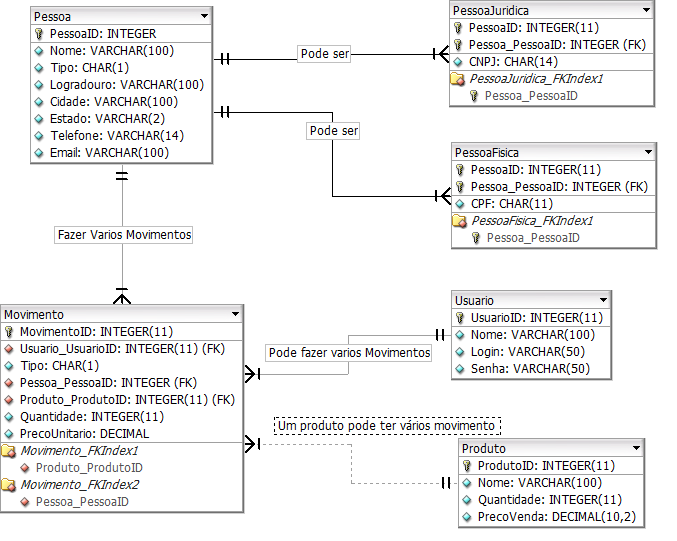 Pessoa
PessoaID: INTEGER
Nome: VARCHAR(100)
Tipo: CHAR(1)
Logradouro: VARCHAR(100)
Cidade: VARCHAR(100)
Estado: VARCHAR(2)
Telefone: VARCHAR(14)
Email: VARCHAR(100)
Pode ser
PessoaJuridica
PessoaID: INTEGER(11)
Pessoa_PessoaID: INTEGER (FK)
CNPJ: CHAR(14)
PessoaJuridica_FKIndex1
Pessoa_PessoaID
Pode ser
PessoaFisica
PessoaID: INTEGER(11)
Pessoa_PessoaID: INTEGER (FK)
CPF: CHAR(11)
PessoaFisica_FKIndex1
Pessoa_PessoaID
Fazer Varios Movimentos
Movimento
MovimentoID: INTEGER(11)
Usuario_UsuarioID: INTEGER(11) (FK)
Tipo: CHAR(1)
Pessoa_PessoaID: INTEGER (FK)
Produto_ProdutoID: INTEGER(11) (FK)
Quantidade: INTEGER(11)
PrecoUnitario: DECIMAL
Movimento_FKIndex1
Produto_ProdutoID
Movimento_FKIndex2
Pessoa_PessoaID
Pode fazer varios Movimentos
Usuario
UsuarioID: INTEGER(11)
Nome: VARCHAR(100)
Login: VARCHAR(50)
Senha: VARCHAR(50)
Um produto pode ter vários movimento
Produto
ProdutoID: INTEGER(11)
Nome: VARCHAR(100)
Quantidade: INTEGER(11)
PrecoVenda: DECIMAL(10,2)